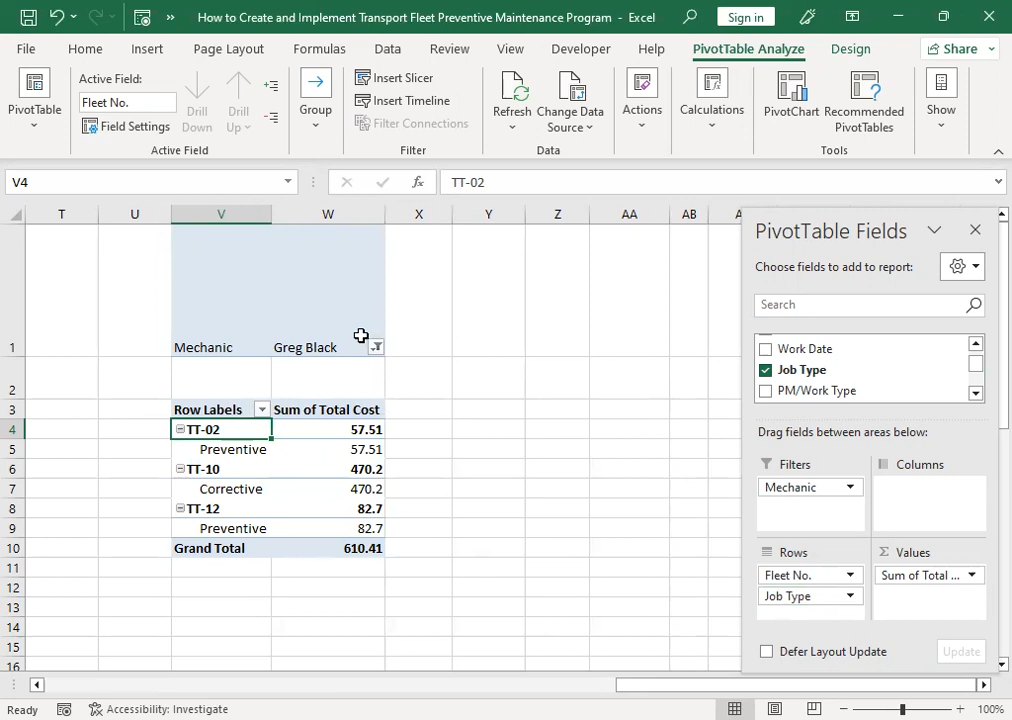 How to Create and Implement Transport Fleet Preventive Maintenance Program - Excel
Sign in
File Home Insert Page Layout Formulas Data Review View Developer Help PivotTable Analyze Design Share
PivotTable
Active Field:
Fleet No.
Field Settings
Drill Down
Drill Up
Active Field
Group
Insert Slicer
Insert Timeline
Filter Connections
Filter
Refresh
Change Data Source
Data
Actions
Calculations
PivotChart
Recommended PivotTables
Tools
Show
V4
fx
TT-02
T U V W X Y Z AA AB
1 Mechanic Greg Black
2
3 Row Labels Sum of Total Cost
4 TT-02 57.51
5 Preventive 57.51
6 TT-10 470.2
7 Corrective 470.2
8 TT-12 82.7
9 Preventive 82.7
10 Grand Total 610.41
11
12
13
14
15
16
PivotTable Fields
Choose fields to add to report:
Search
Work Date
Job Type
PM/Work Type
Drag fields between areas below:
Filters
Mechanic
Columns
Rows
Fleet No.
Job Type
Σ Values
Sum of Total ...
Defer Layout Update
Update
Ready
Accessibility: Investigate
100%